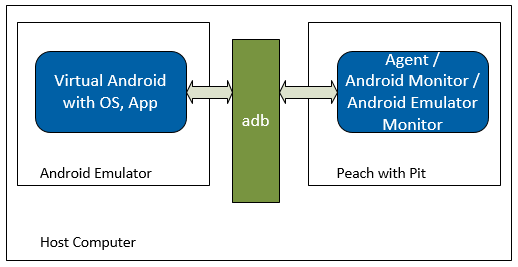 Virtual Android
with OS, App
Android Emulator
adb
Agent /
Android Monitor /
Android Emulator
Monitor
Peach with Pit
Host Computer